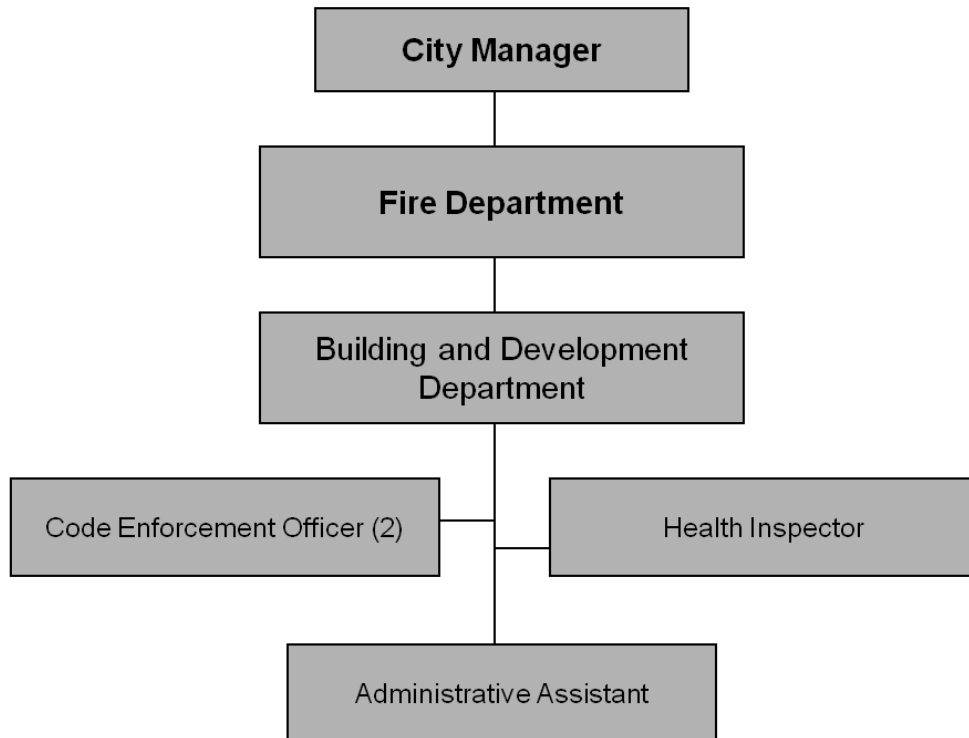 City Manager
Fire Department
Building and Development
Department
Code Enforcement Officer (2)
Health Inspector
Administrative Assistant